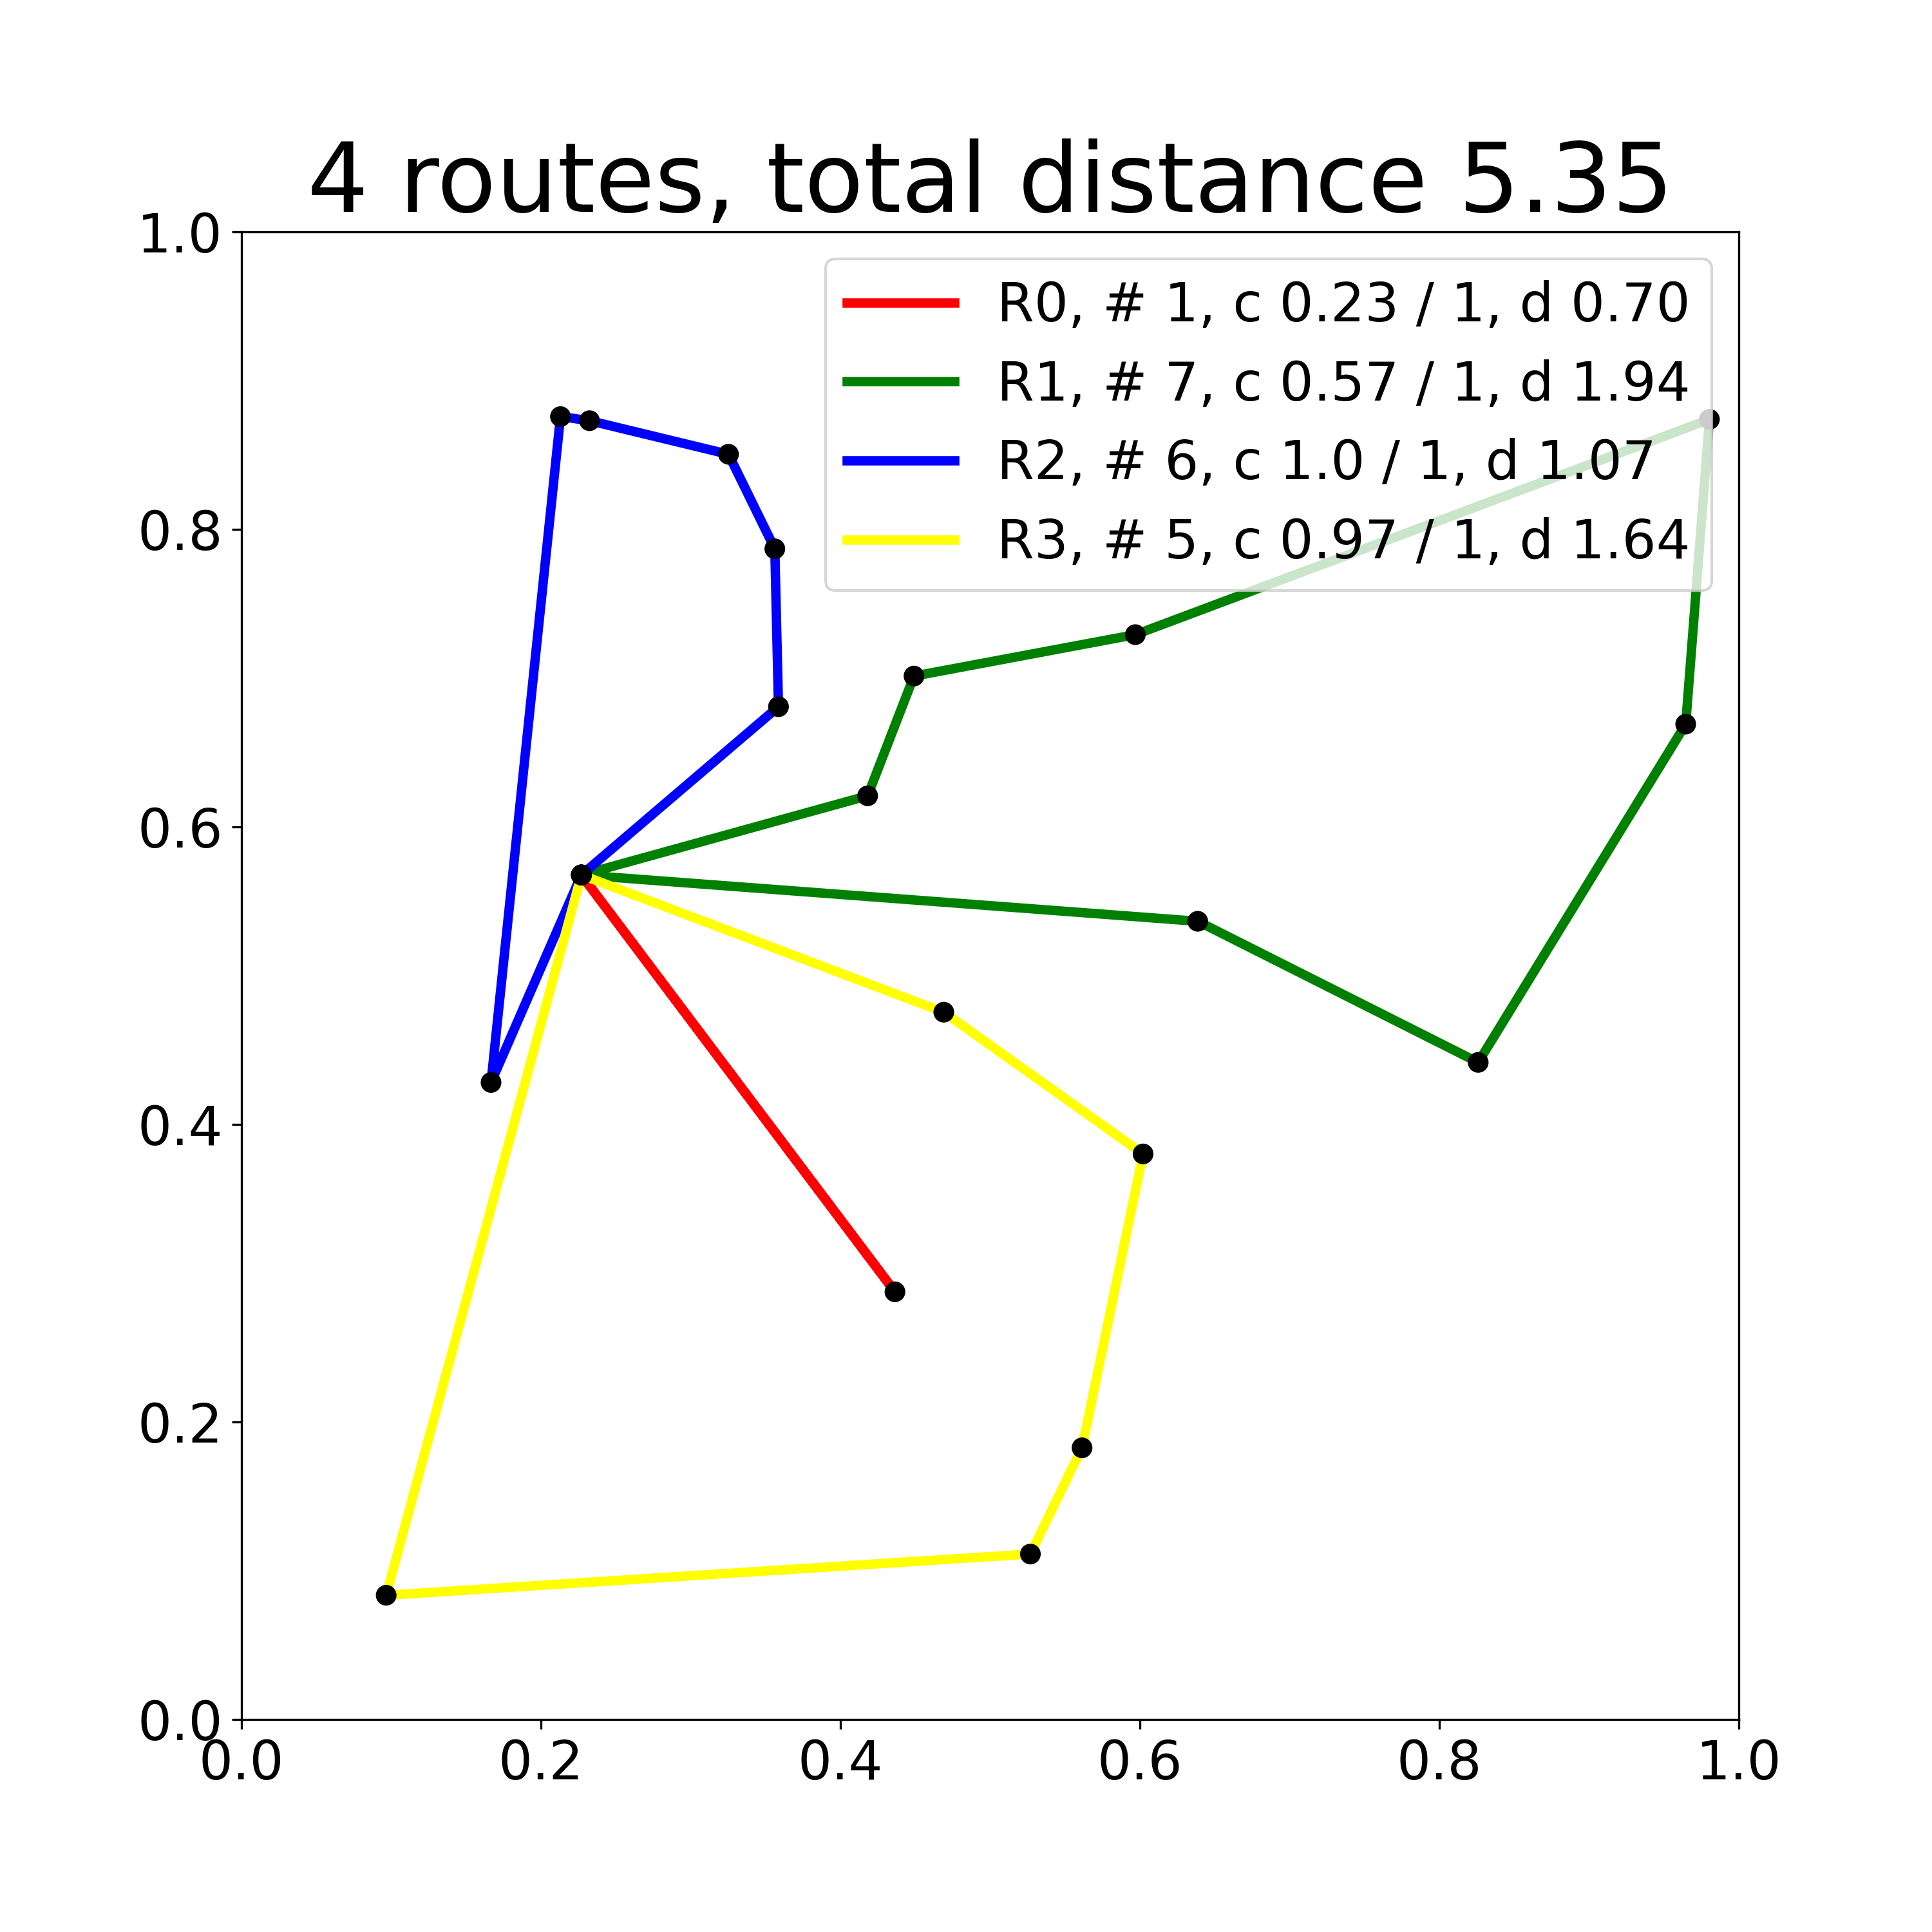 4 routes, total distance 5.35
1.0
R0, # 1, c 0.23 / 1, d 0.70
R1, # 7, c 0.57 / 1, d 1.94
R2, # 6, c 1.0 / 1, d 1.07
R3, # 5, c 0.97 / 1, d 1.64
0.8
0.6
0.4
0.2
0.0
0.0 0.2 0.4 0.6 0.8 1.0